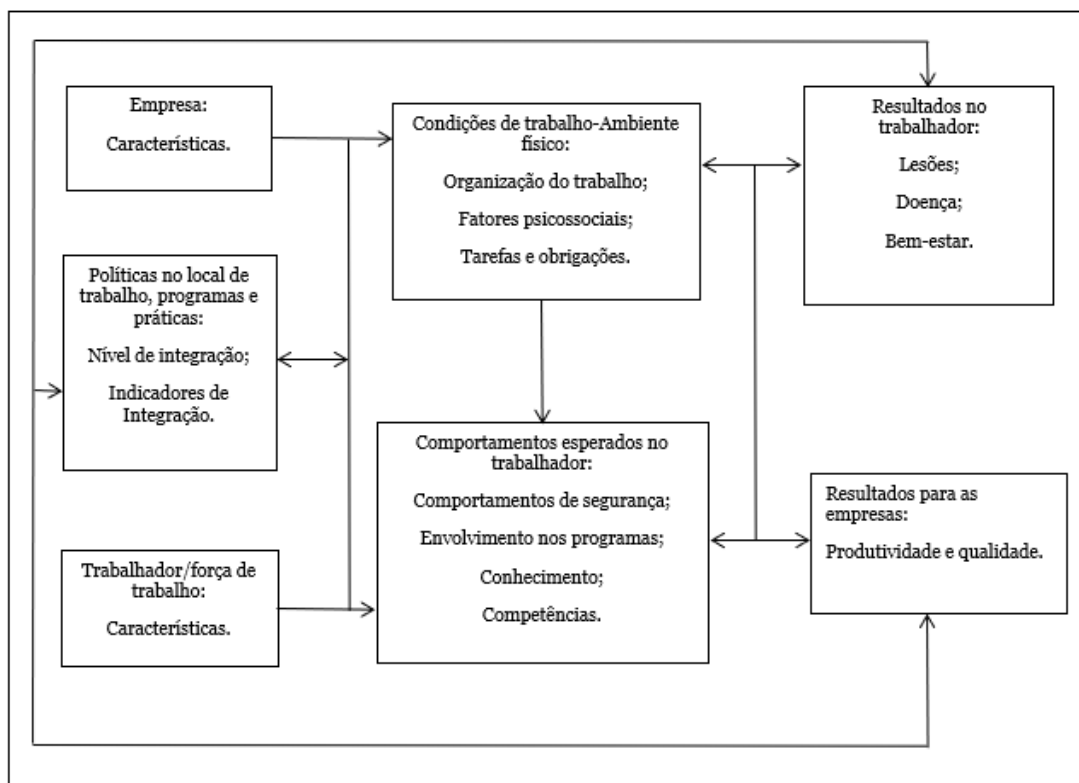 Empresa:
Características.
Políticas no local de
trabalho, programas e
práticas:
Nível de integração;
Indicadores de
Integração.
Trabalhador/força de
trabalho:
Características.
Condições de trabalho-Ambiente
físico:
Organização do trabalho;
Fatores psicossociais;
Tarefas e obrigações.
Comportamentos esperados no
trabalhador:
Comportamentos de segurança;
Envolvimento nos programas;
Conhecimento;
Competências.
Resultados no
trabalhador:
Lesões;
Doença;
Bem-estar.
Resultados para as
empresas:
Produtividade e qualidade.